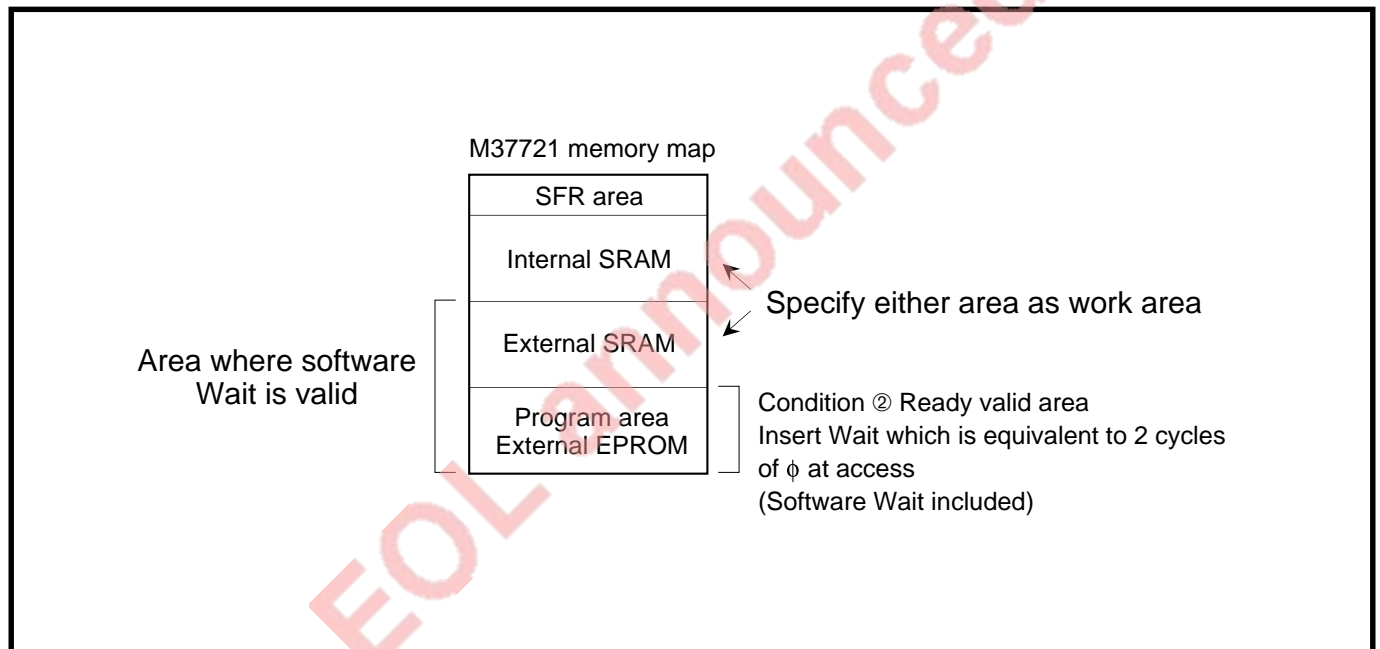 M37721 memory map
SFR area
Internal SRAM
External SRAM
Program area
External EPROM
Specify either area as work area
Area where software
Wait is valid
Condition ② Ready valid area
Insert Wait which is equivalent to 2 cycles
of ϕ at access
(Software Wait included)
EOL announced